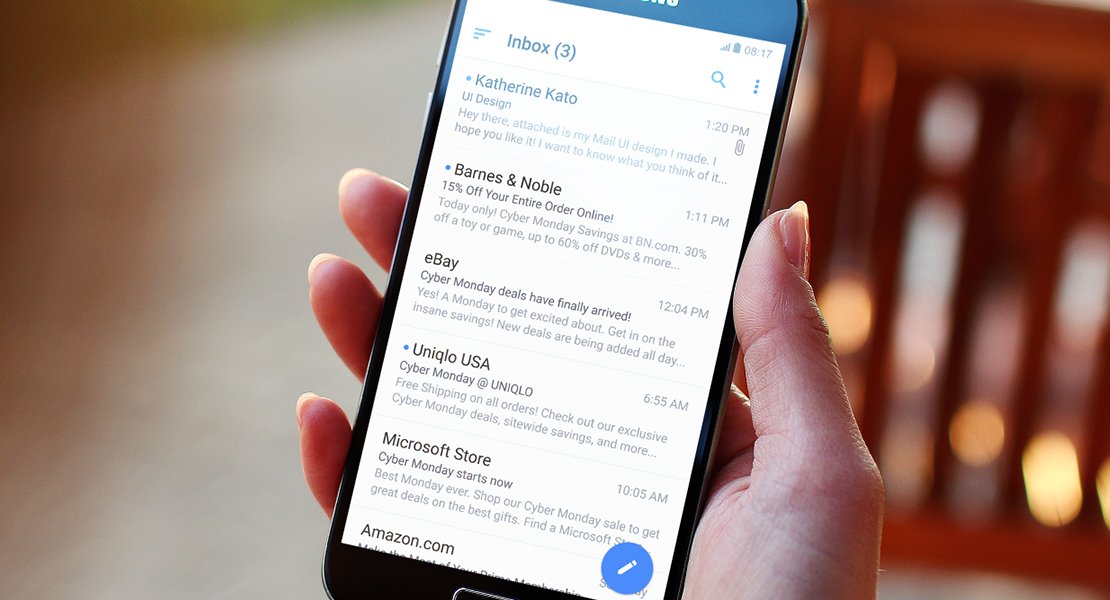 08:17
Inbox (3)
Katherine Kato
1:20 PM
UI Design
Hey there, attached is my Mail UI design I made. I
hope you like it! I want to know what you think of it...
Barnes & Noble
1:11 PM
15% Off Your Entire Order Online!
Today only! Cyber Monday Savings at BN.com. 30%
off a toy or game, up to 60% off DVDs & more...
eBay
12:04 PM
Cyber Monday deals have finally arrived!
Yes! A Monday to get excited about. Get in on the
insane savings! New deals are being added all day...
Uniqlo USA
6:55 AM
Cyber Monday @ UNIQLO
Free Shipping on all orders! Check out our exclusive
Cyber Monday deals, sitewide savings, and more...
Microsoft Store
10:05 AM
Cyber Monday starts now
Best Monday ever. Shop our Cyber Monday sale to get
great deals on the best gifts. Find a Microsoft
Amazon.com
Make the Most of Your Prime